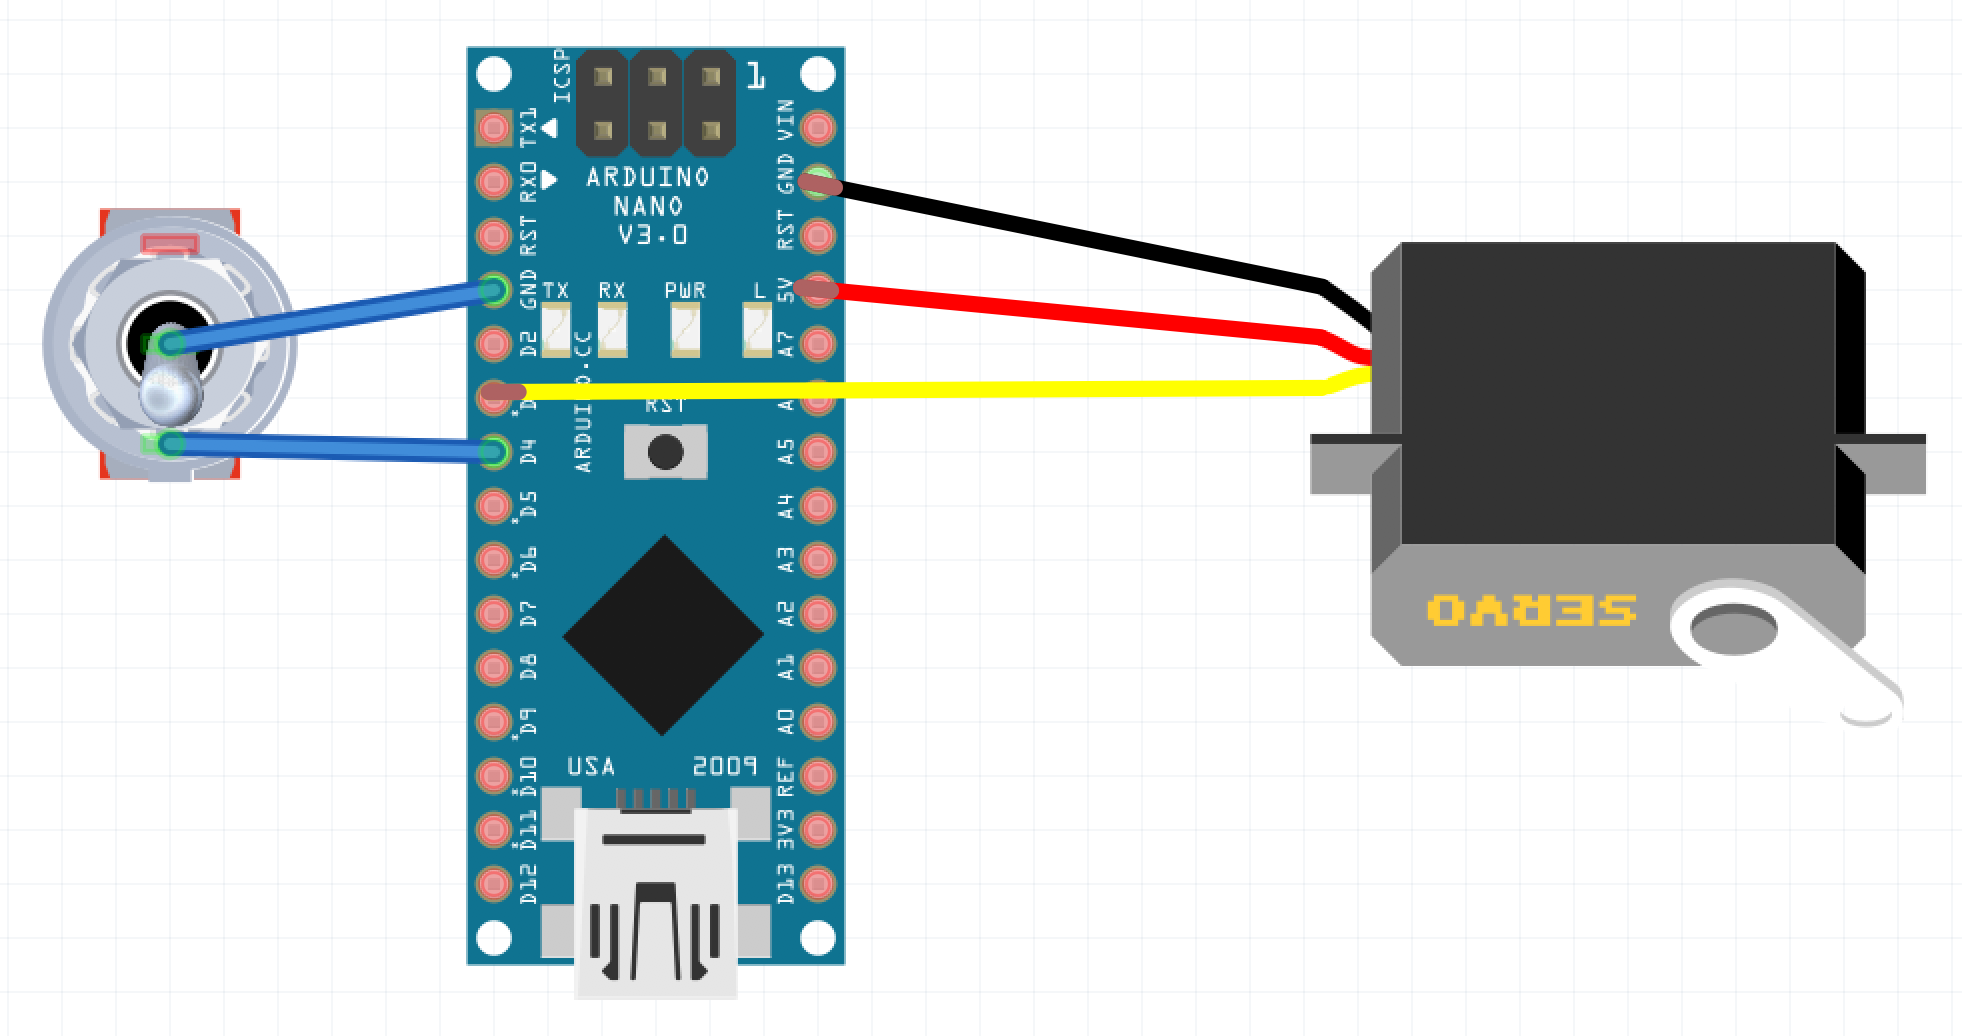 ICSP
1
TX1
RX0
RST
GND
D2
D4
*D5
*D6
D7
D8
*D9
*D10
*D11
D12
ARDUINO
NANO
V3.0
TX RX PWR L
ARDUINO.CC
RST
USA 2009
VIN
GND
RST
5V
A7
A5
A4
A3
A2
A1
A0
REF
3V3
D13
SERVO